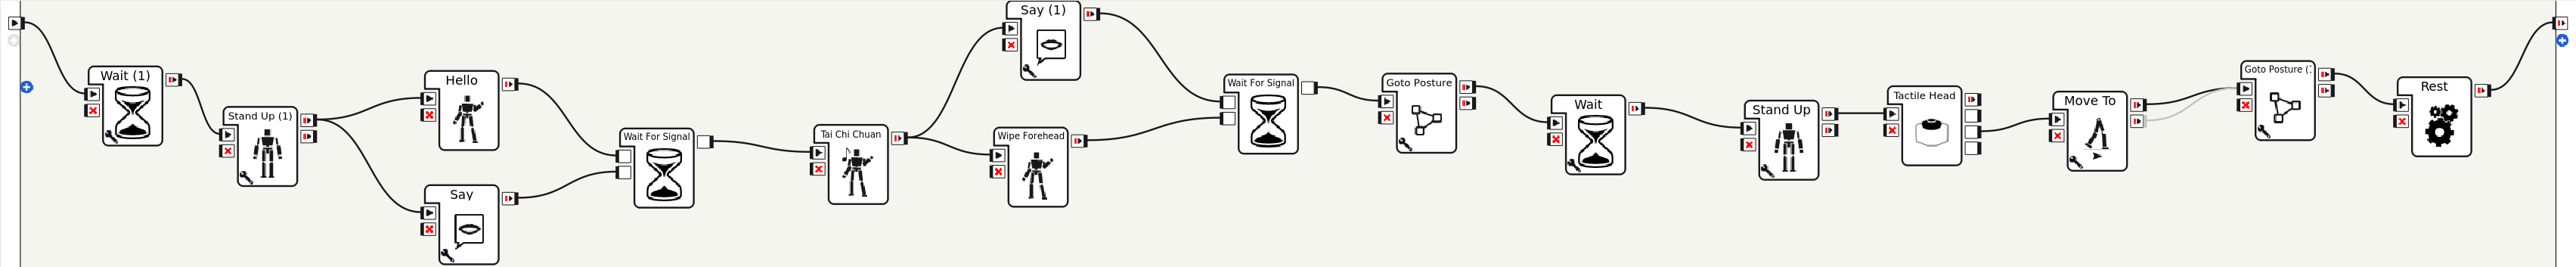 Wait (1)
Stand Up (1)
Hello
Say
Wait For Signal
Tai Chi Chuan
Say (1)
Wipe Forehead
Wait For Signal
Goto Posture
Wait
Stand Up
Tactile Head
Move To
Goto Posture (
Rest